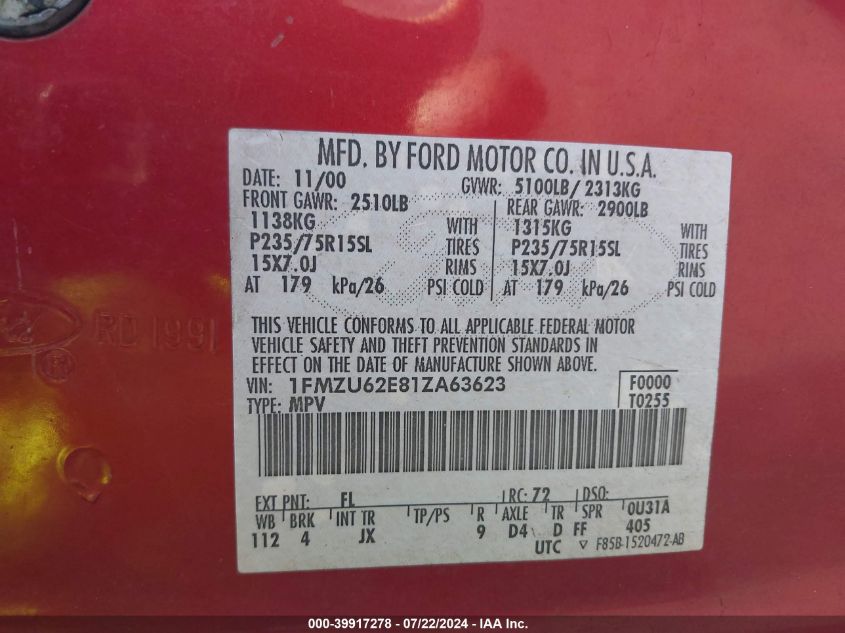 MFD. BY FORD MOTOR CO. IN U.S.A.
DATE: 11/00 GVWR: 5100LB/ 2313KG
FRONT GAWR: 2510LB REAR GAWR: 2900LB
1138KG WITH 1315KG WITH
P235/75R15SL TIRES P235/75R15SL TIRES
15X7.0J RIMS 15X7.0J RIMS
AT 179 kPa/26 PSI COLD AT 179 kPa/26 PSI COLD
THIS VEHICLE CONFORMS TO ALL APPLICABLE FEDERAL MOTOR
VEHICLE SAFETY AND THEFT PREVENTION STANDARDS IN
EFFECT ON THE DATE OF MANUFACTURE SHOWN ABOVE.
VIN: 1FMZU62E81ZA63623 F0000
TYPE: MPV T0255
EXT PNT: FL RC: 72 DSO:
WB BRK INT TR TP/PS R AXLE TR SPR 0U31A
112 4 JX 9 D4 D FF 405
UTC ▽ F85B-1520472-AB
RD 1991
R
000-39917278 - 07/22/2024 - IAA Inc.